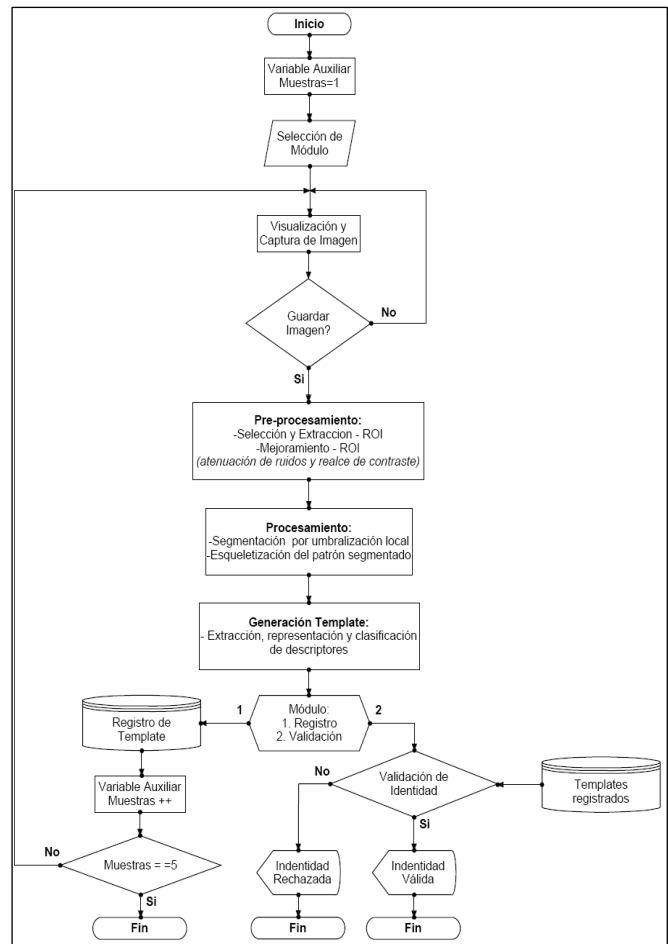 Inicio
Variable Auxiliar
Muestras=1
Selección de
Módulo
Visualización y
Captura de Imagen
Guardar
Imagen?
No
Si
Pre-procesamiento:
-Selección y Extraccion - ROI
-Mejoramiento - ROI
(atenuación de ruidos y realce de contraste)
Procesamiento:
-Segmentación por umbralización local
-Esqueletización del patrón segmentado
Generación Template:
- Extracción, representación y clasificación
de descriptores
Módulo:
1. Registro
2. Validación
1
2
Registro de
Template
Variable Auxiliar
Muestras ++
Muestras = =5
No
Si
Fin
Validación de
Identidad
Templates
registrados
No
Si
Indentidad
Rechazada
Indentidad
Válida
Fin
Fin